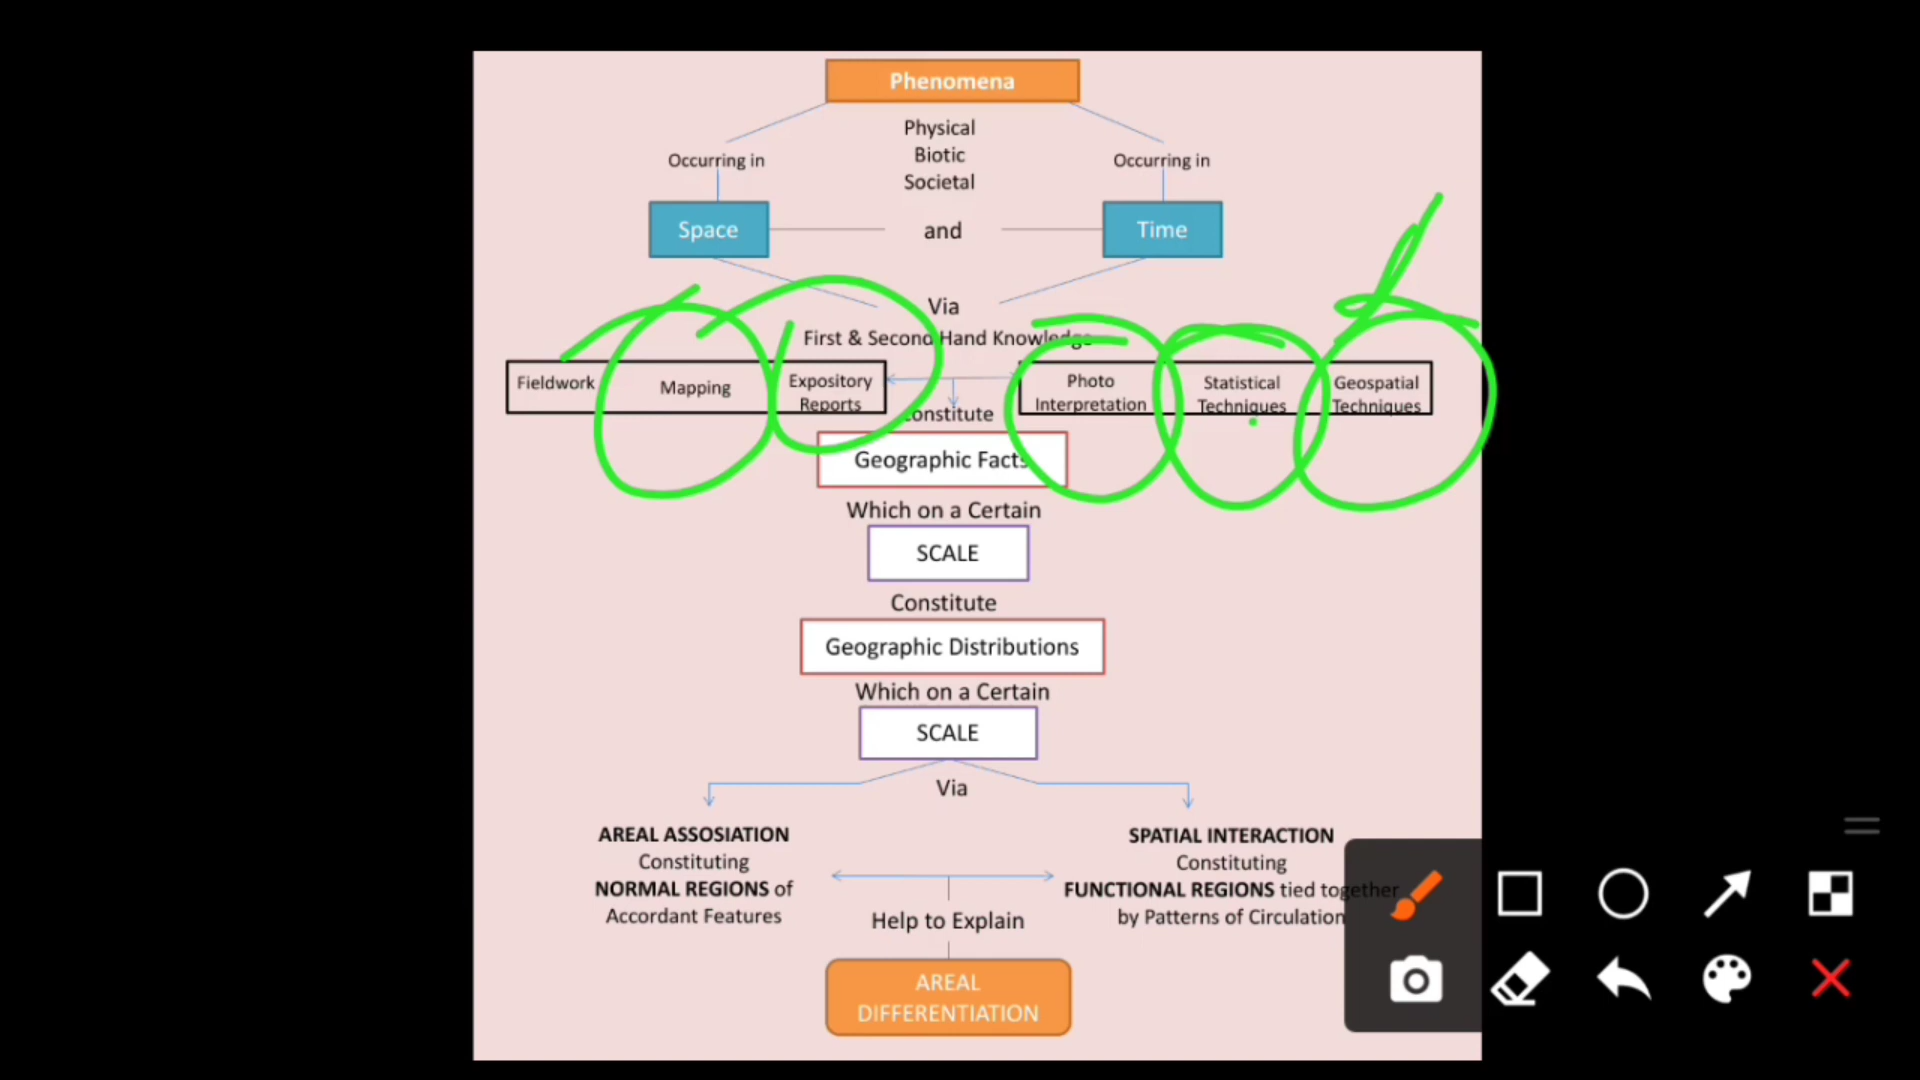 Phenomena
Physical
Biotic
Societal
Occurring in
Occurring in
Space
and
Time
Via
First & Second Hand Knowledge
Fieldwork
Mapping
Expository
Reports
Photo
Interpretation
Statistical
Techniques
Geospatial
Techniques
Constitute
Geographic Facts
Which on a Certain
SCALE
Constitute
Geographic Distributions
Which on a Certain
SCALE
Via
AREAL ASSOSIATION
Constituting
NORMAL REGIONS of
Accordant Features
SPATIAL INTERACTION
Constituting
FUNCTIONAL REGIONS tied together
by Patterns of Circulation
Help to Explain
AREAL
DIFFERENTIATION